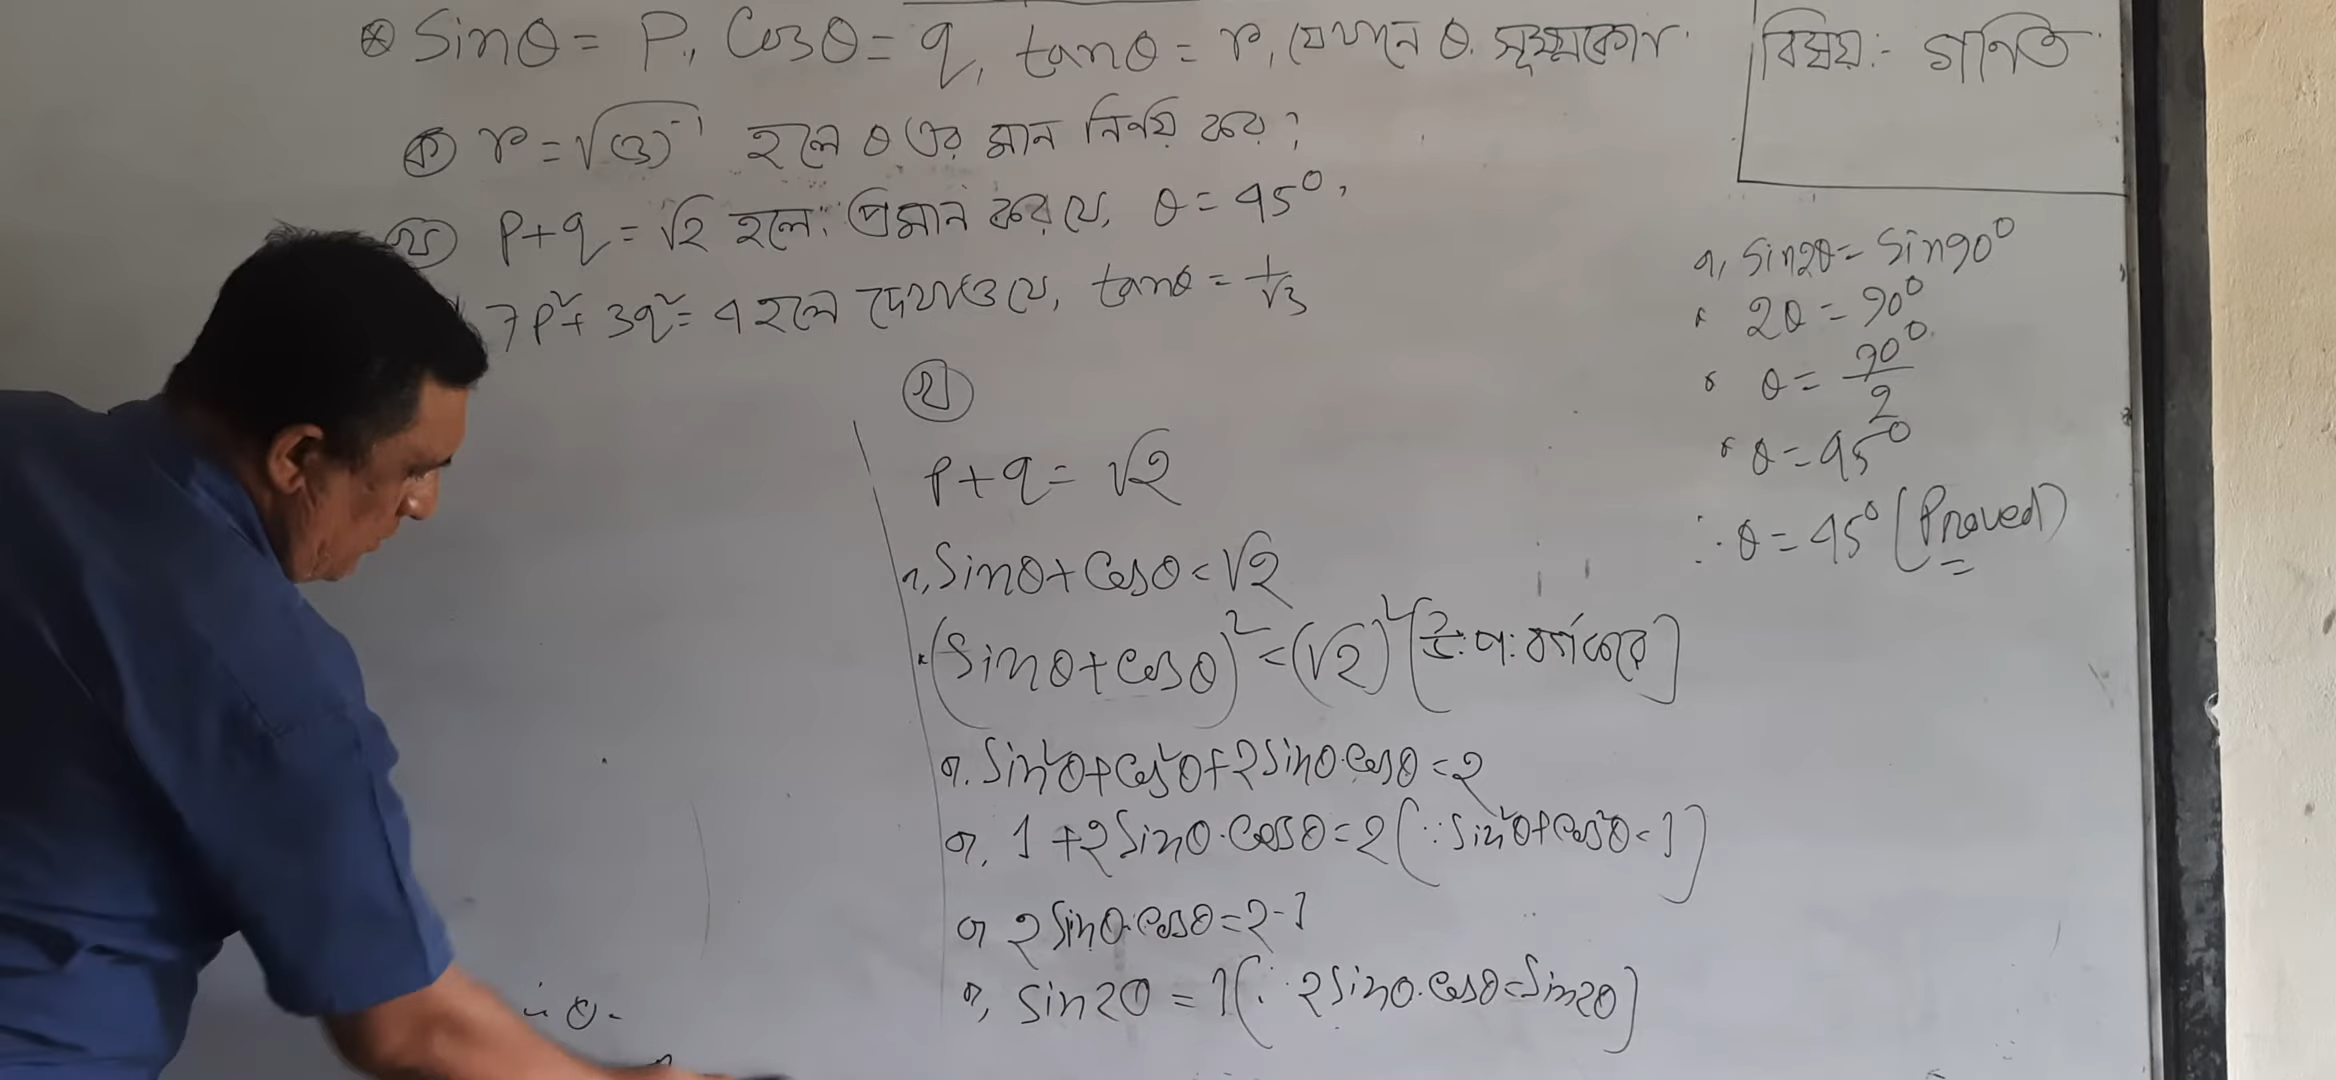 ⊛ Sinθ = P, Cosθ = q, tanθ = r, যেখানে θ সূক্ষ্মকোণ
বিষয়:- গনিত
ক) r = √(3)⁻¹ হলে θ এর মান নির্ণয় কর?
খ) P+q = √2 হলে, প্রমান কর যে, θ = 45°,
7P²+3q² = 4 হলে দেখাও যে, tanθ = 1/√3
খ
P+q = √2
বা, Sinθ+Cosθ = √2
(Sinθ+Cosθ)² = (√2)² [উ:প: বর্গ করে]
বা, Sin²θ+Cos²θ+2Sinθ.Cosθ = 2
বা, 1+2Sinθ.Cosθ = 2 [∵Sin²θ+Cos²θ = 1]
বা 2Sinθ.Cosθ = 2-1
বা, Sin2θ = 1 [∵ 2Sinθ.Cosθ = Sin2θ]
বা, Sin2θ = Sin90°
2θ = 90°
θ = 90°/2
θ = 45°
∴ θ = 45° (Proved)
∴ θ =